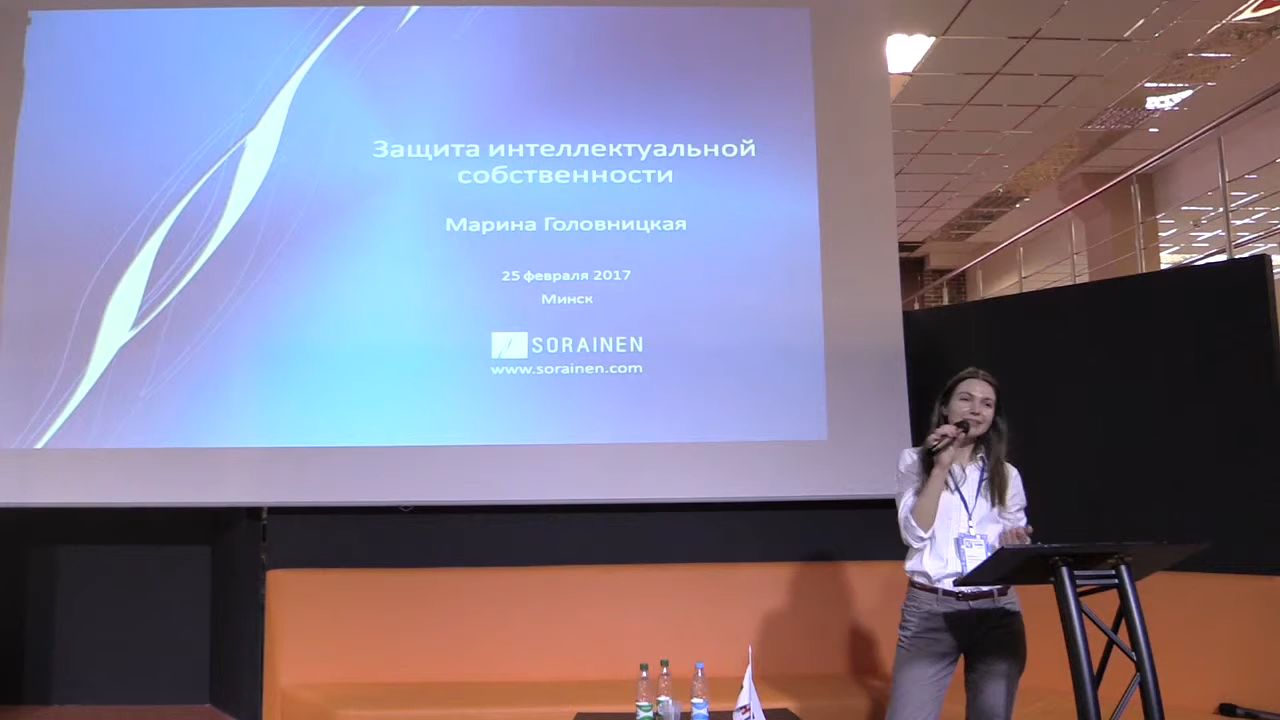 Защита интеллектуальной
собственности
Марина Головницкая
25 февраля 2017
Минск
SORAINEN
www.sorainen.com